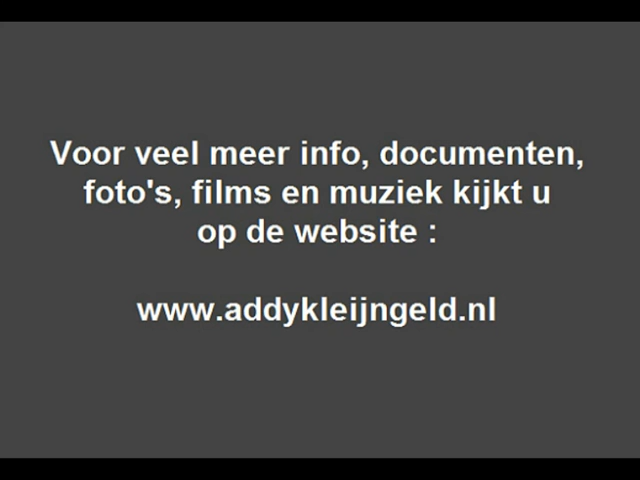 Voor veel meer info, documenten,
foto's, films en muziek kijkt u
op de website :
www.addykleijngeld.nl